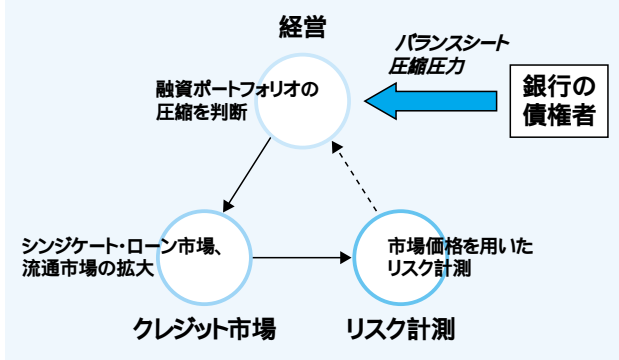 経営
バランスシート
圧縮圧力
銀行の
債権者
融資ポートフォリオの
圧縮を判断
シンジケート・ローン市場、
流通市場の拡大
市場価格を用いた
リスク計測
クレジット市場
リスク計測